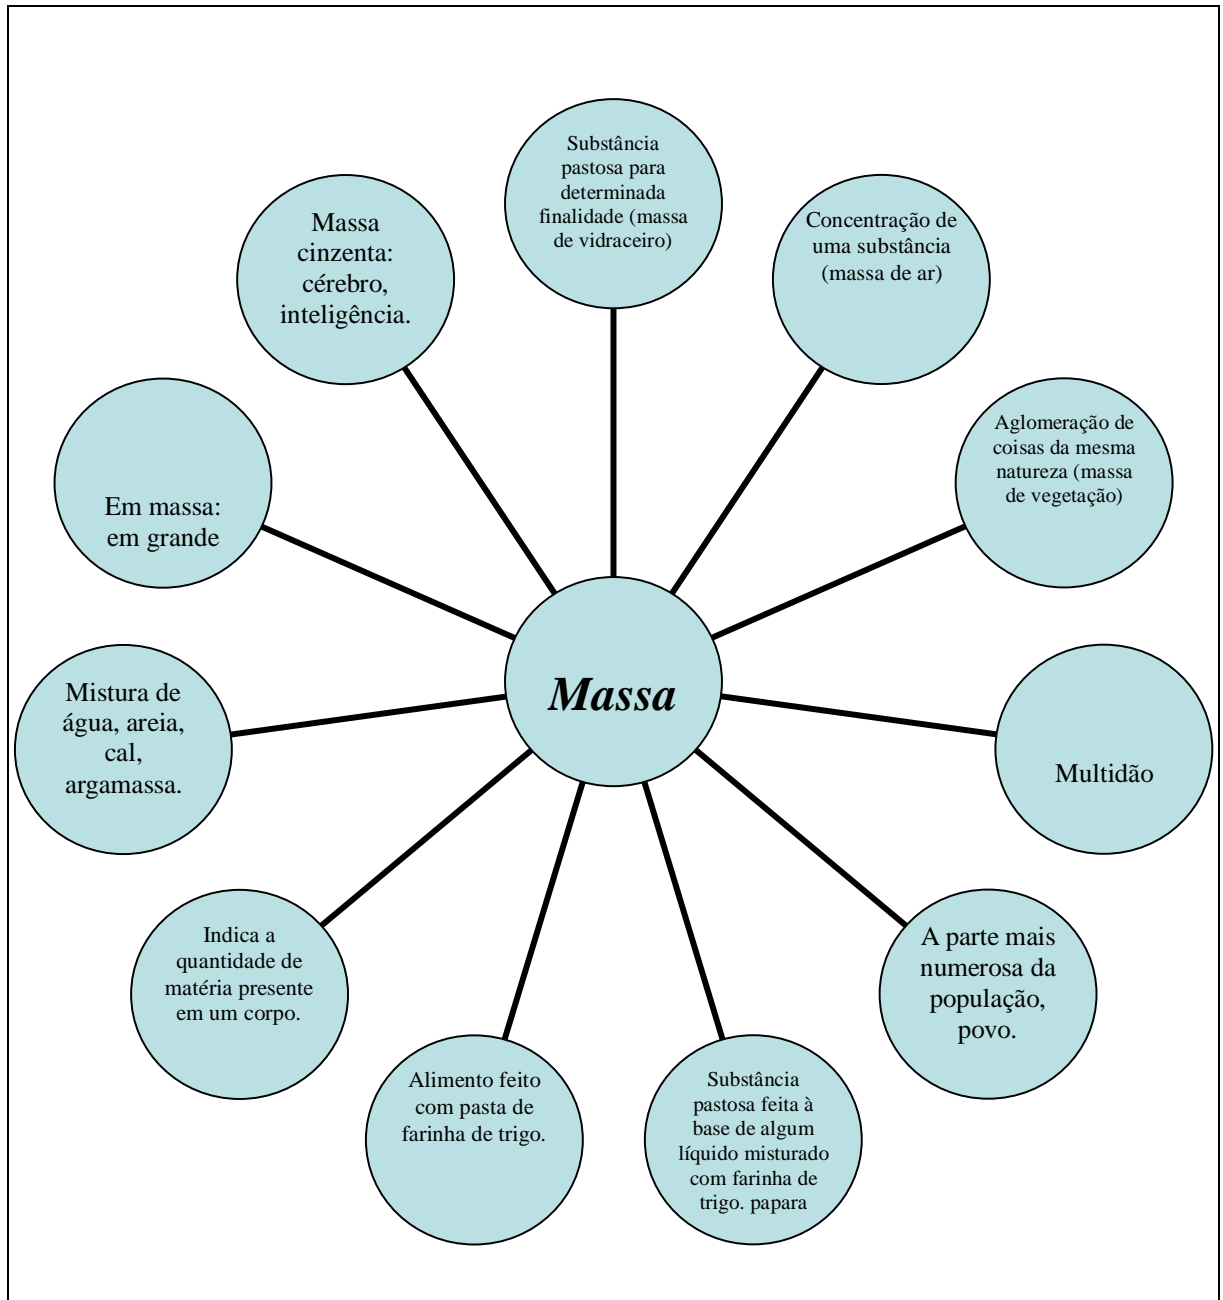 Substância
pastosa para
determinada
finalidade (massa
de vidraceiro)
Concentração de
uma substância
(massa de ar)
Aglomeração de
coisas da mesma
natureza (massa
de vegetação)
Multidão
A parte mais
numerosa da
população,
povo.
Substância
pastosa feita à
base de algum
líquido misturado
com farinha de
trigo. papara
Alimento feito
com pasta de
farinha de trigo.
Indica a
quantidade de
matéria presente
em um corpo.
Mistura de
água, areia,
cal,
argamassa.
Em massa:
em grande
Massa
cinzenta:
cérebro,
inteligência.
Massa